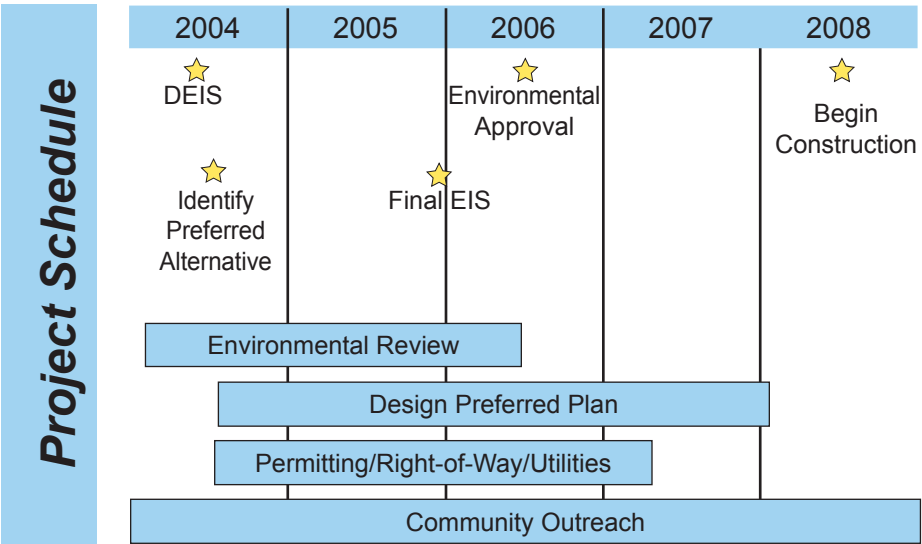 Project Schedule
2004 2005 2006 2007 2008
DEIS
Environmental
Approval
Begin
Construction
Identify
Preferred
Alternative
Final EIS
Environmental Review
Design Preferred Plan
Permitting/Right-of-Way/Utilities
Community Outreach